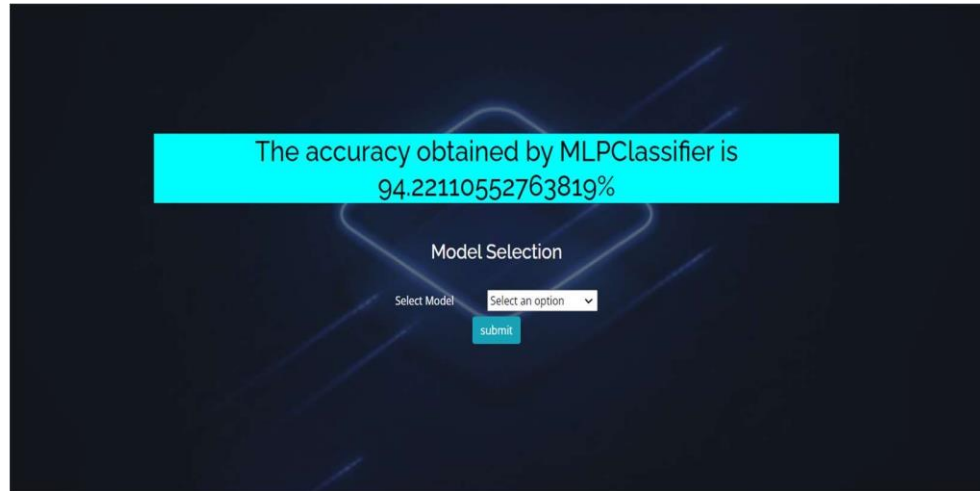 The accuracy obtained by MLPClassifier is
94.22110552763819%
Model Selection
Select Model Select an option
submit